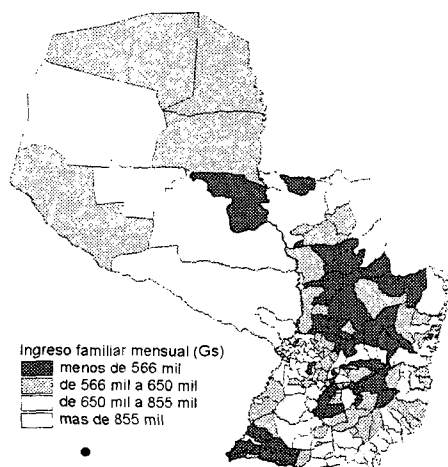 Ingreso familiar mensual (Gs)
menos de 566 mil
de 566 mil a 650 mil
de 650 mil a 855 mil
mas de 855 mil